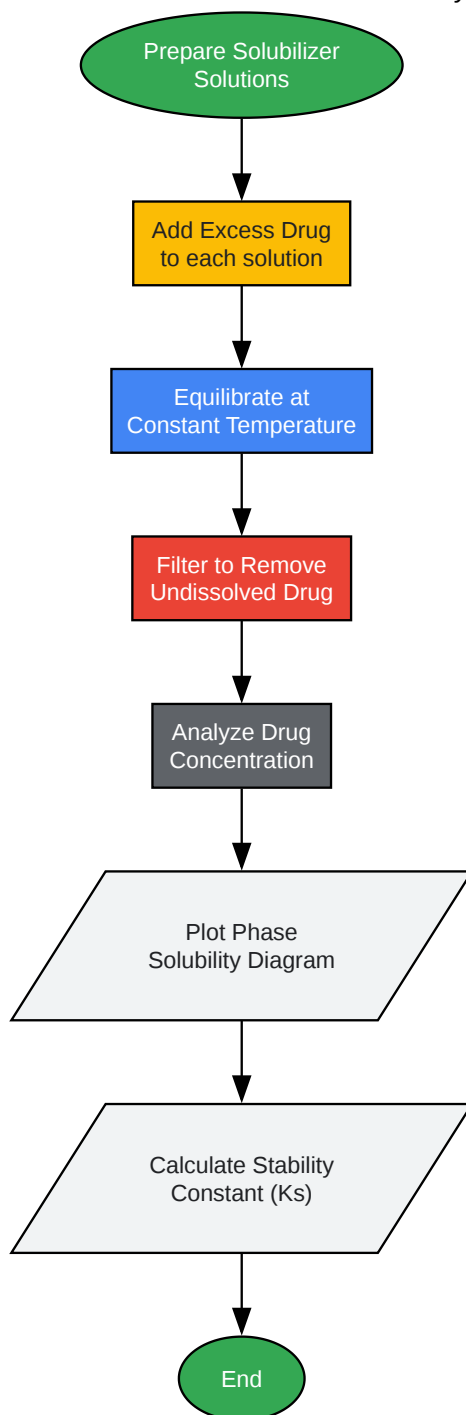 Prepare Solubilizer
Solutions
Add Excess Drug
to each solution
Equilibrate at
Constant Temperature
Filter to Remove
Undissolved Drug
Analyze Drug
Concentration
Plot Phase
Solubility Diagram
Calculate Stability
Constant (Ks)
End